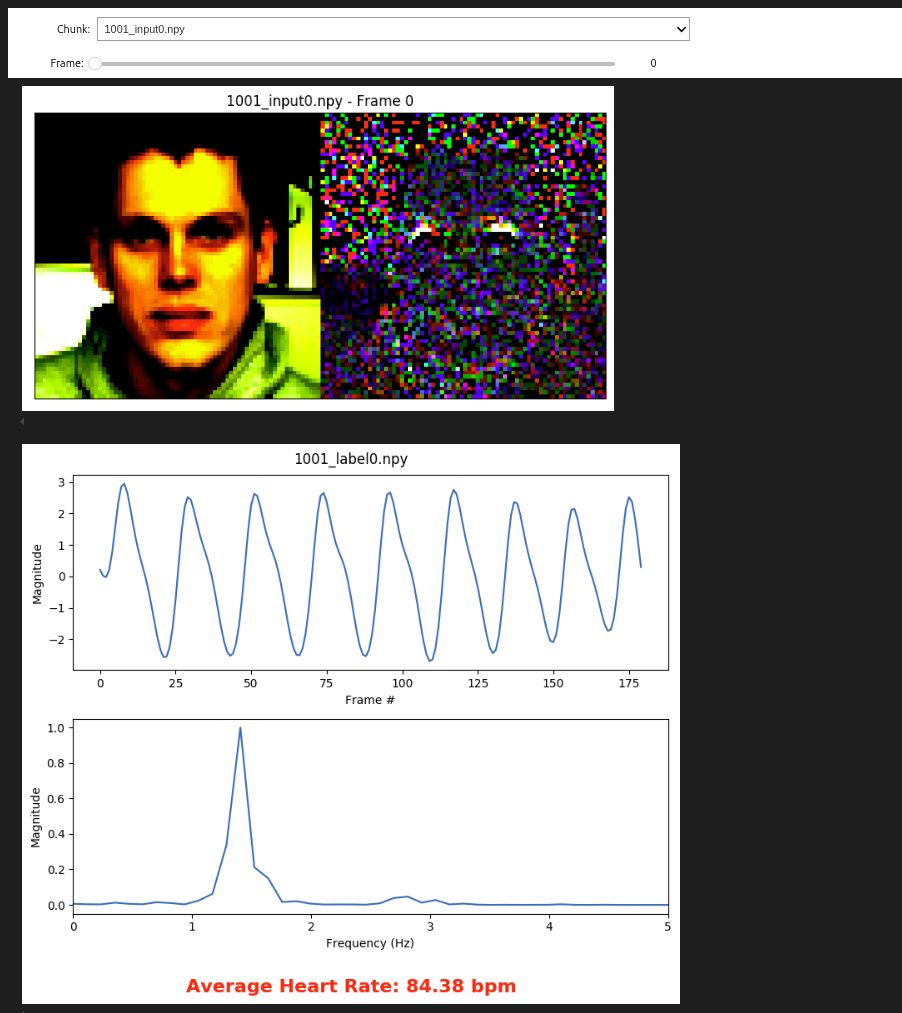 Chunk: 1001_input0.npy
Frame: 0
1001_input0.npy - Frame 0
1001_label0.npy
3
2
1
0
−1
−2
Magnitude
0 25 50 75 100 125 150 175
Frame #
1.0
0.8
0.6
0.4
0.2
0.0
Magnitude
0 1 2 3 4 5
Frequency (Hz)
Average Heart Rate: 84.38 bpm